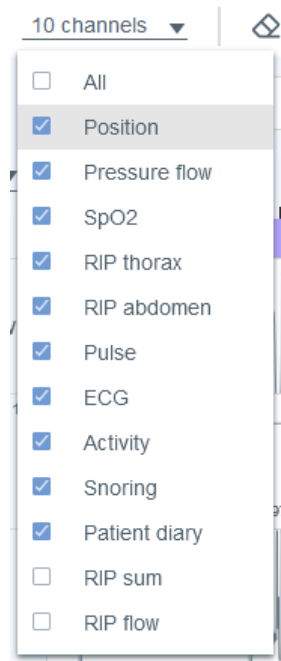 10 channels
All
Position
Pressure flow
SpO2
RIP thorax
RIP abdomen
Pulse
ECG
Activity
Snoring
Patient diary
RIP sum
RIP flow